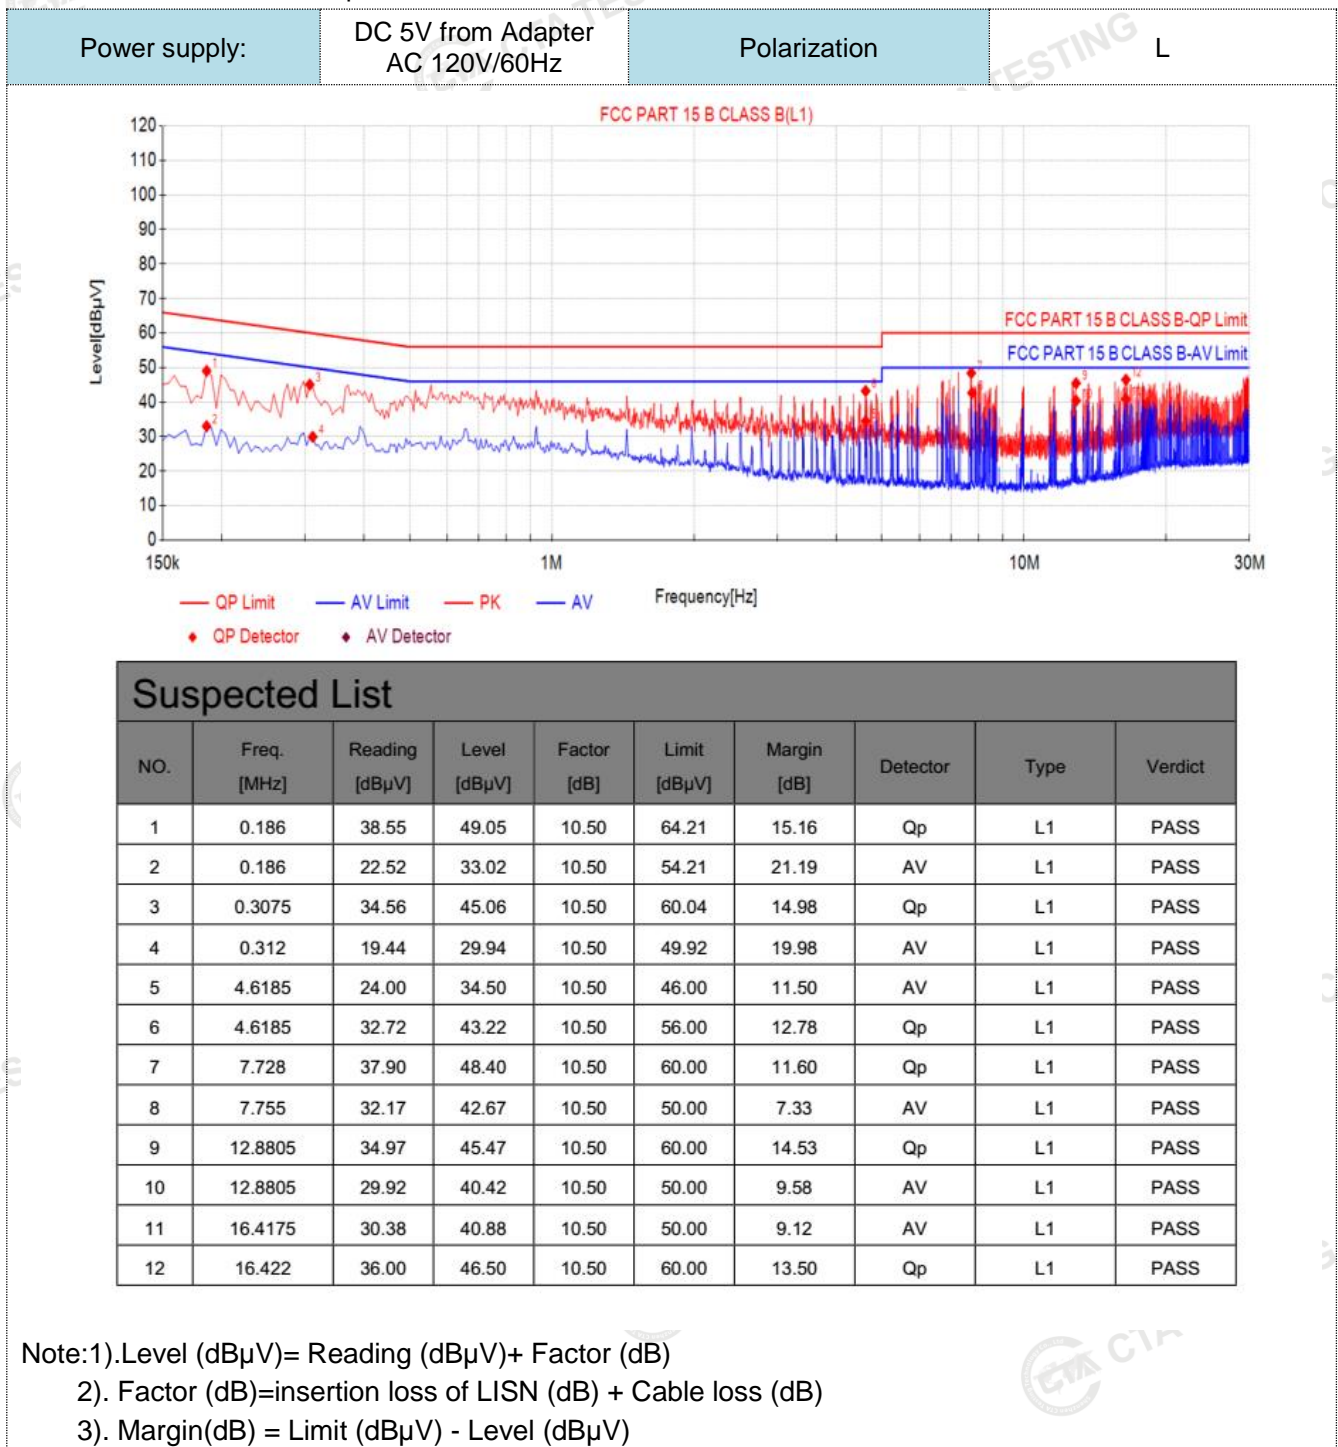 Power supply: DC 5V from Adapter AC 120V/60Hz Polarization L
FCC PART 15 B CLASS B(L1)
120
110
100
90
80
70
60
50
40
30
20
10
0
Level[dBμV]
FCC PART 15 B CLASS B-QP Limit
FCC PART 15 B CLASS B-AV Limit
1
2
3
4
9
12
150k 1M 10M 30M
Frequency[Hz]
QP Limit AV Limit PK AV
QP Detector AV Detector
Suspected List
NO. Freq. [MHz] Reading [dBμV] Level [dBμV] Factor [dB] Limit [dBμV] Margin [dB] Detector Type Verdict
1 0.186 38.55 49.05 10.50 64.21 15.16 Qp L1 PASS
2 0.186 22.52 33.02 10.50 54.21 21.19 AV L1 PASS
3 0.3075 34.56 45.06 10.50 60.04 14.98 Qp L1 PASS
4 0.312 19.44 29.94 10.50 49.92 19.98 AV L1 PASS
5 4.6185 24.00 34.50 10.50 46.00 11.50 AV L1 PASS
6 4.6185 32.72 43.22 10.50 56.00 12.78 Qp L1 PASS
7 7.728 37.90 48.40 10.50 60.00 11.60 Qp L1 PASS
8 7.755 32.17 42.67 10.50 50.00 7.33 AV L1 PASS
9 12.8805 34.97 45.47 10.50 60.00 14.53 Qp L1 PASS
10 12.8805 29.92 40.42 10.50 50.00 9.58 AV L1 PASS
11 16.4175 30.38 40.88 10.50 50.00 9.12 AV L1 PASS
12 16.422 36.00 46.50 10.50 60.00 13.50 Qp L1 PASS
Note:1).Level (dBμV)= Reading (dBμV)+ Factor (dB)
2). Factor (dB)=insertion loss of LISN (dB) + Cable loss (dB)
3). Margin(dB) = Limit (dBμV) - Level (dBμV)
CTA TESTING